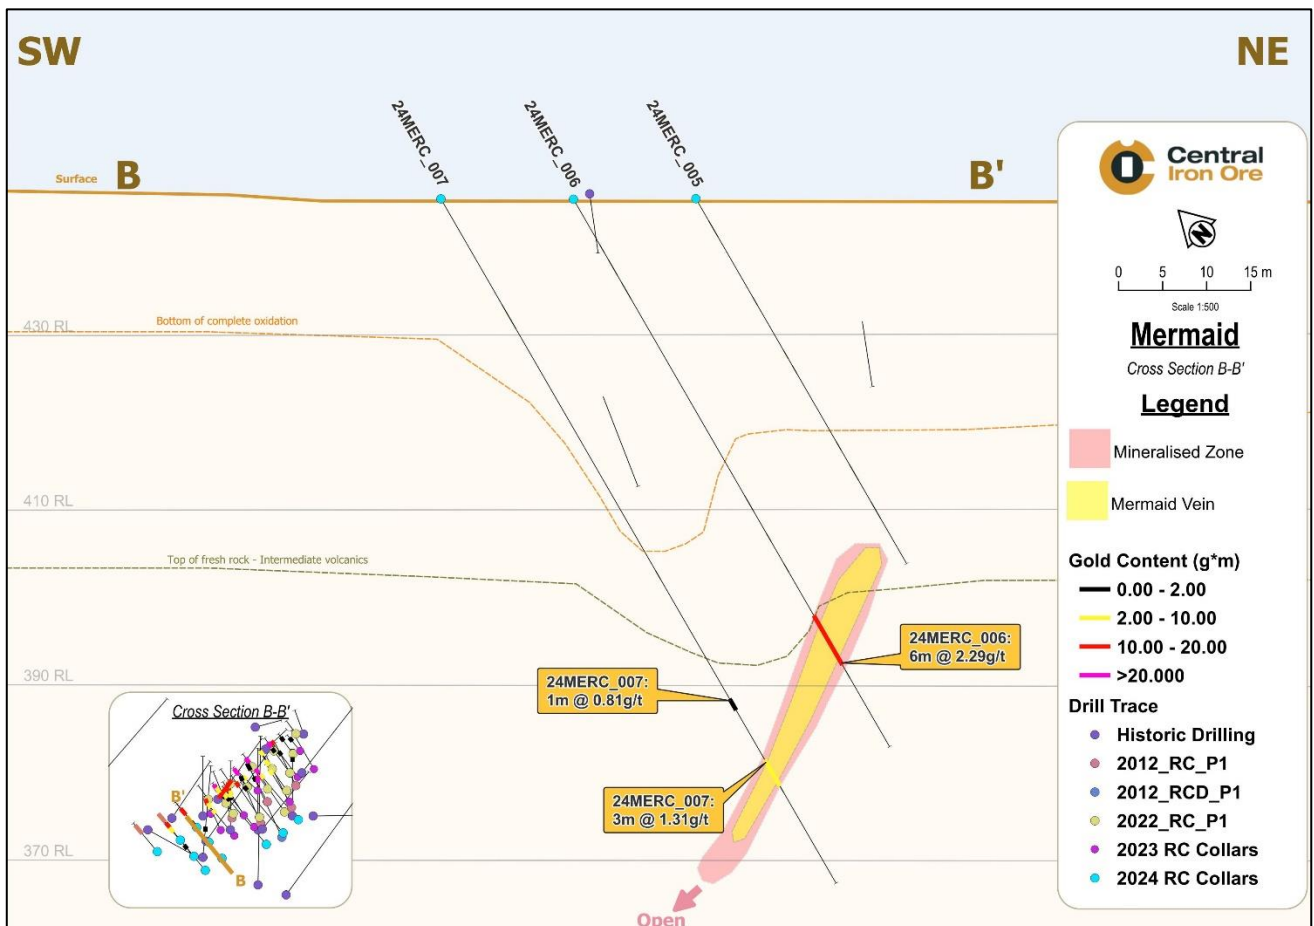 SW
NE
24MERC_007
24MERC_006
24MERC_005
Surface
B
B'
430 RL
Bottom of complete oxidation
410 RL
Top of fresh rock - Intermediate volcanics
390 RL
24MERC_006:
6m @ 2.29g/t
24MERC_007:
1m @ 0.81g/t
24MERC_007:
3m @ 1.31g/t
370 RL
Open
Cross Section B-B'
B'
B
Central
Iron Ore
N
0 5 10 15 m
Scale 1:500
Mermaid
Cross Section B-B'
Legend
Mineralised Zone
Mermaid Vein
Gold Content (g*m)
0.00 - 2.00
2.00 - 10.00
10.00 - 20.00
>20.000
Drill Trace
Historic Drilling
2012_RC_P1
2012_RCD_P1
2022_RC_P1
2023 RC Collars
2024 RC Collars